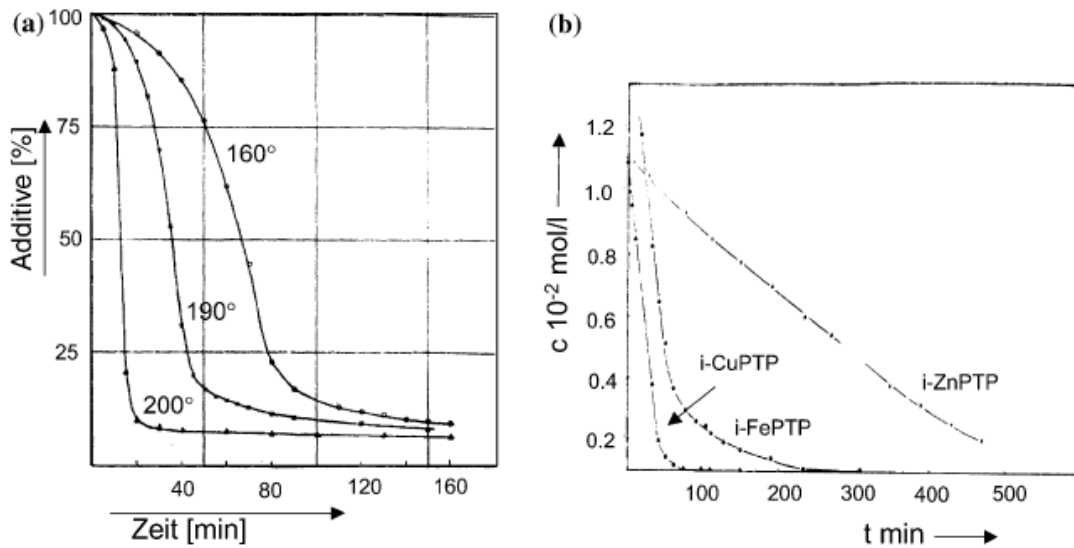 (a)
100
75
50
25
Additive [%]
160°
190°
200°
40
80
120
160
Zeit [min]
(b)
1.2
1.0
0.8
0.6
0.4
0.2
c 10⁻² mol/l
i-CuPTP
i-FePTP
i-ZnPTP
100
200
300
400
500
t min